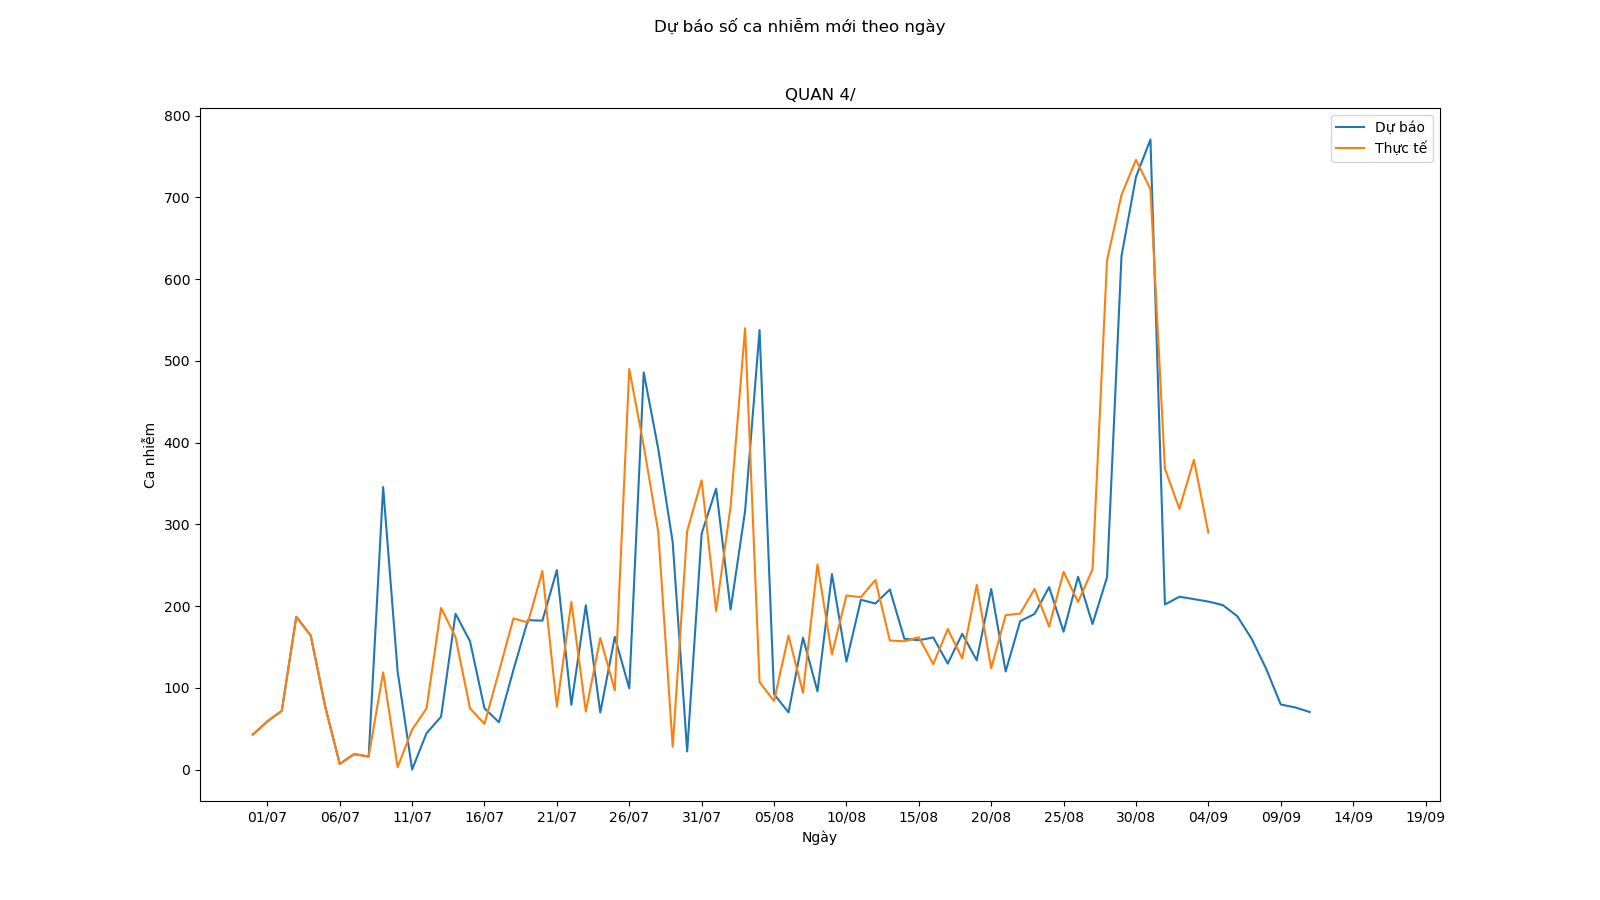 Dự báo số ca nhiễm mới theo ngày
QUAN 4/
Dự báo
Thực tế
800
700
600
500
400
300
200
100
0
Ca nhiễm
01/07 06/07 11/07 16/07 21/07 26/07 31/07 05/08 10/08 15/08 20/08 25/08 30/08 04/09 09/09 14/09 19/09
Ngày